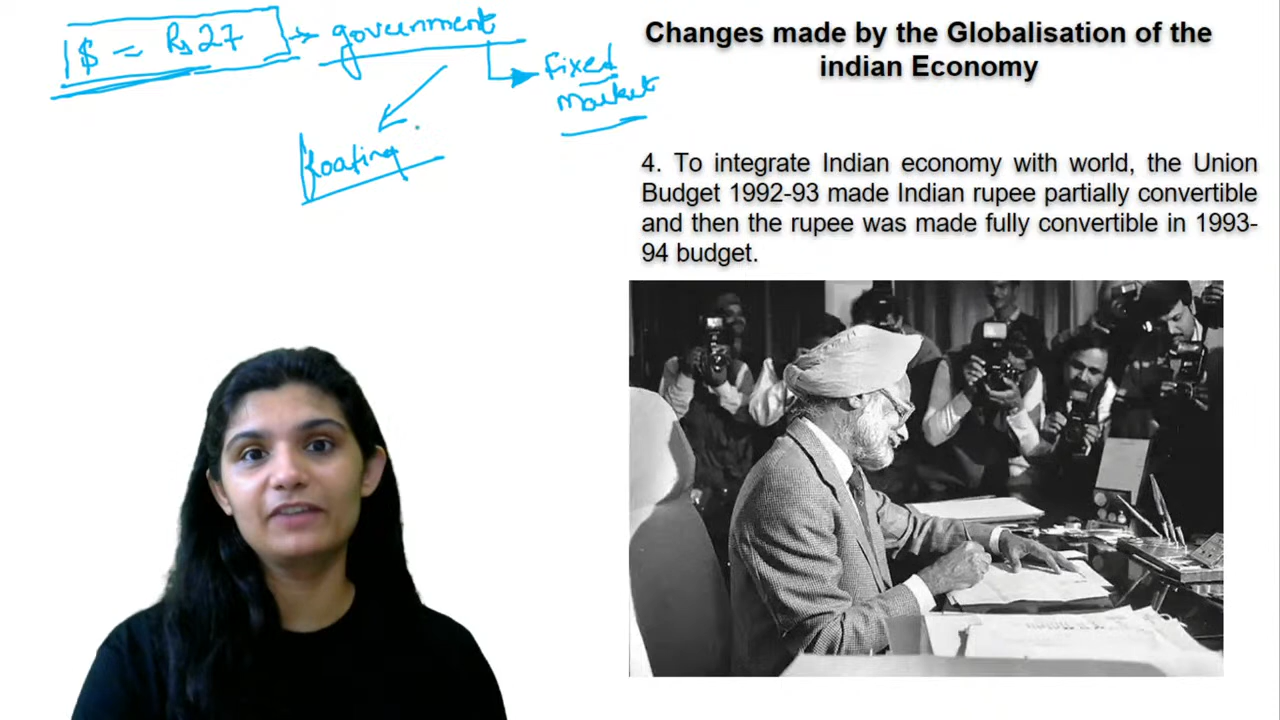 1$ = Rs 27 → government
fixed
market
floating
Changes made by the Globalisation of the
indian Economy
4. To integrate Indian economy with world, the Union
Budget 1992-93 made Indian rupee partially convertible
and then the rupee was made fully convertible in 1993-
94 budget.